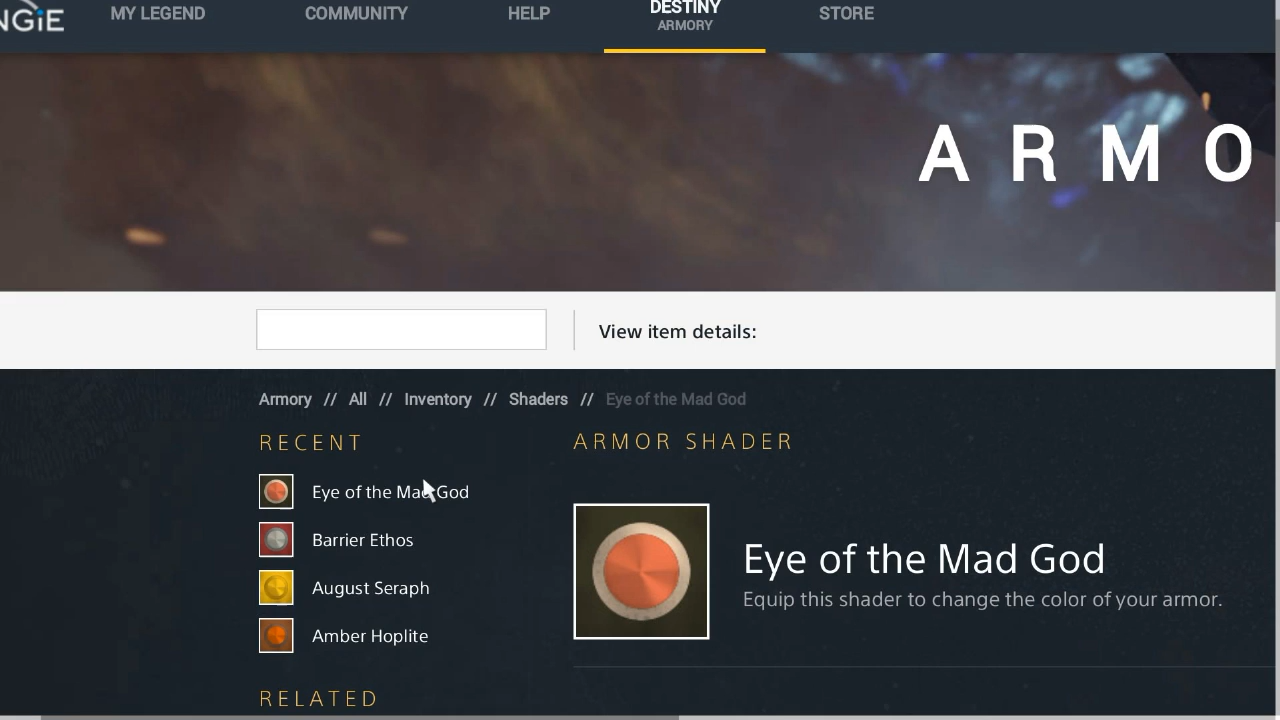 NGiE
MY LEGEND
COMMUNITY
HELP
DESTINY
ARMORY
STORE
ARMO
View item details:
Armory // All // Inventory // Shaders // Eye of the Mad God
RECENT
Eye of the Mad God
Barrier Ethos
August Seraph
Amber Hoplite
RELATED
ARMOR SHADER
Eye of the Mad God
Equip this shader to change the color of your armor.